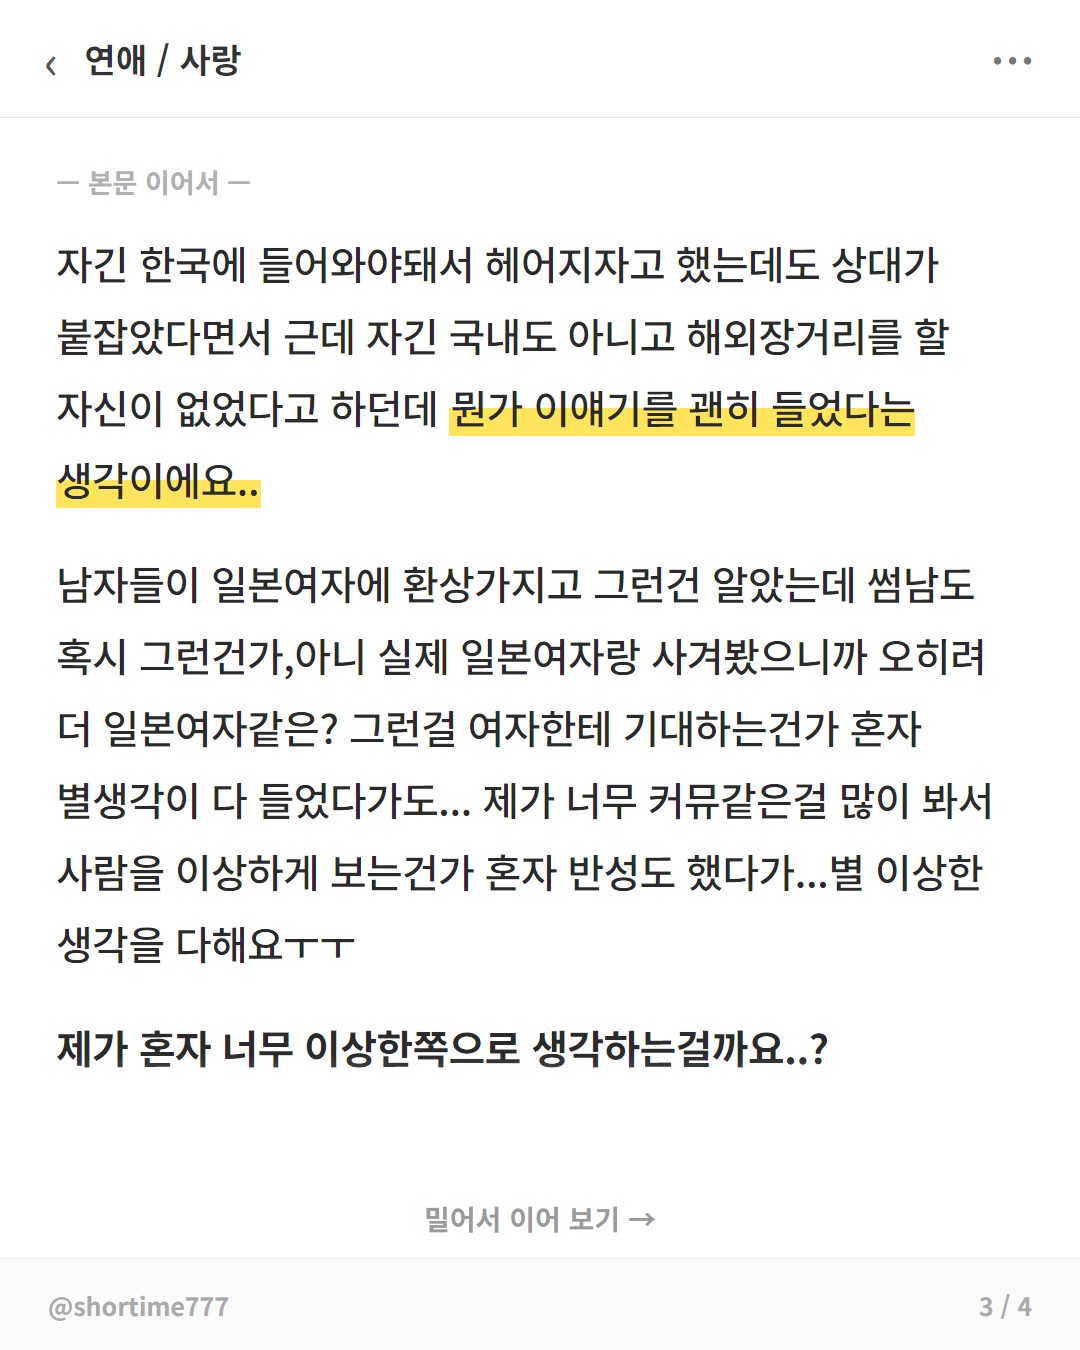 ‹ 연애 / 사랑 •••
— 본문 이어서 —
자긴 한국에 들어와야돼서 헤어지자고 했는데도 상대가
붙잡았다면서 근데 자긴 국내도 아니고 해외장거리를 할
자신이 없었다고 하던데 뭔가 이얘기를 괜히 들었다는
생각이에요..
남자들이 일본여자에 환상가지고 그런건 알았는데 썸남도
혹시 그런건가,아니 실제 일본여자랑 사겨봤으니까 오히려
더 일본여자같은? 그런걸 여자한테 기대하는건가 혼자
별생각이 다 들었다가도... 제가 너무 커뮤같은걸 많이 봐서
사람을 이상하게 보는건가 혼자 반성도 했다가...별 이상한
생각을 다해요ㅜㅜ
제가 혼자 너무 이상한쪽으로 생각하는걸까요..?
밀어서 이어 보기 →
@shortime777 3 / 4